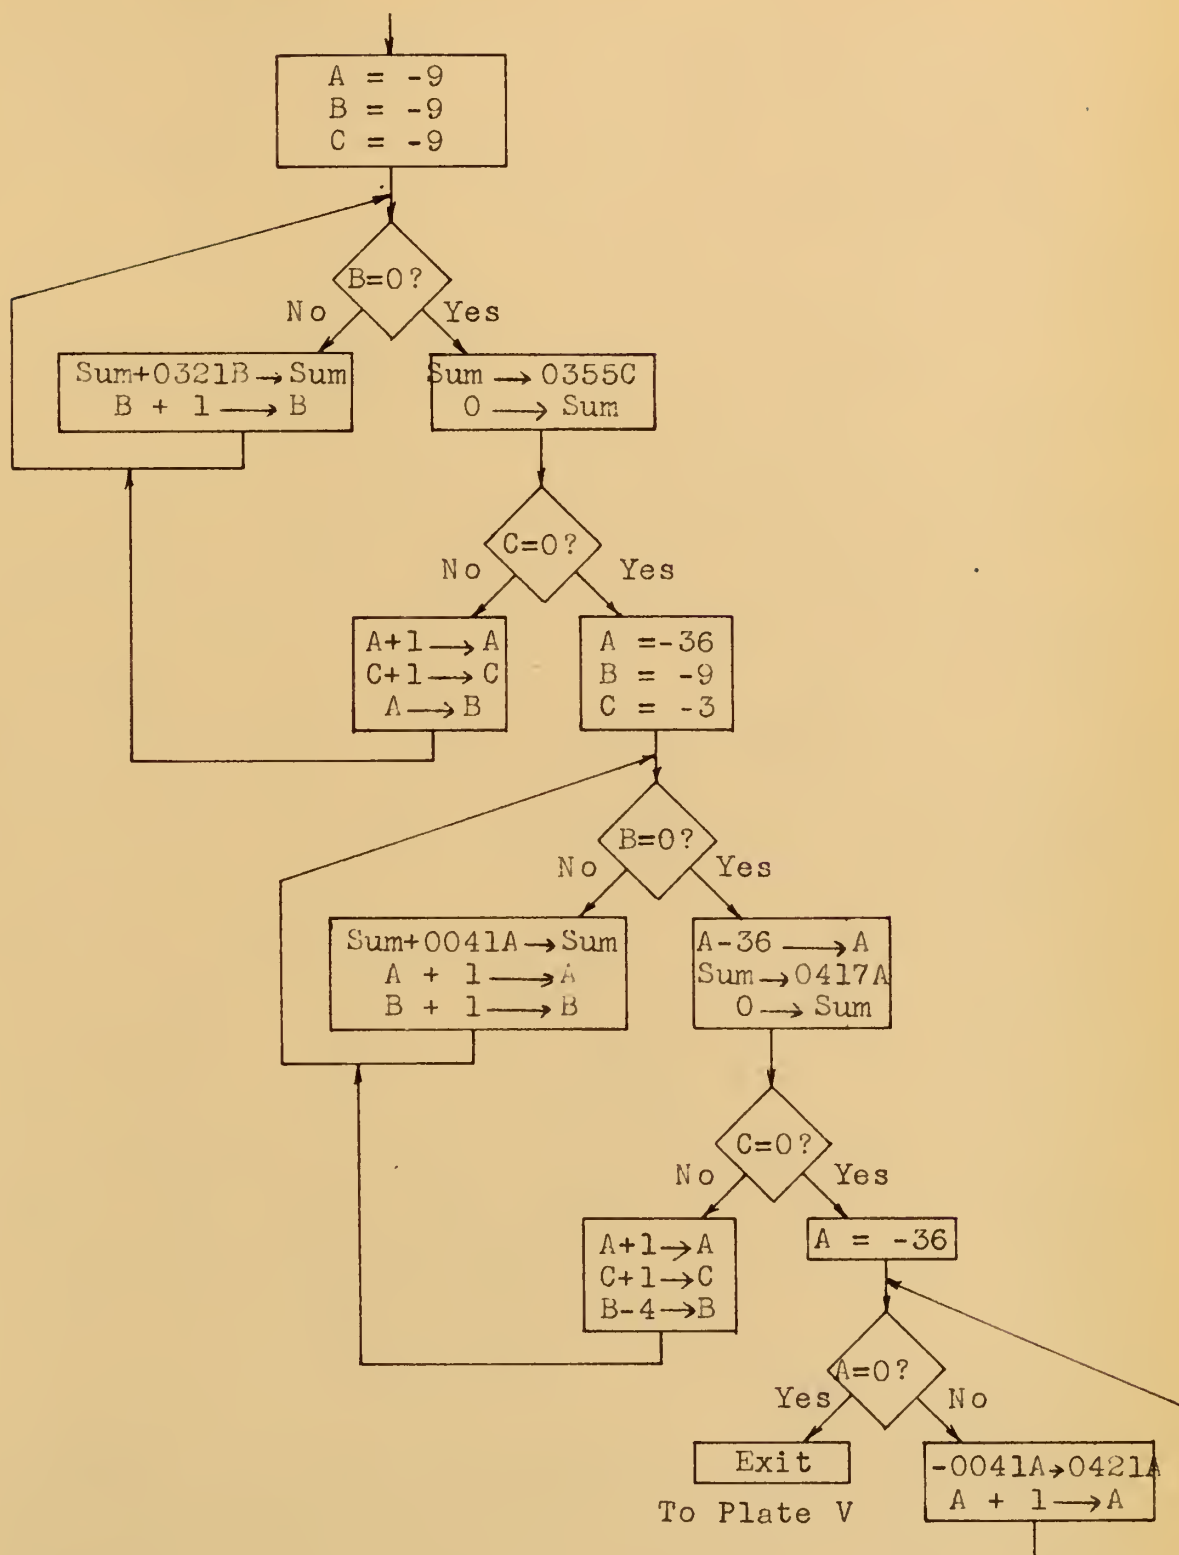 A = -9
B = -9
C = -9
B=0?
No
Yes
Sum+0321B→Sum
B + 1→B
Sum→0355C
0→Sum
C=0?
No
Yes
A+1→A
C+1→C
A→B
A =-36
B = -9
C = -3
B=0?
No
Yes
Sum+0041A→Sum
A + 1→A
B + 1→B
A-36→A
Sum→0417A
0→Sum
C=0?
No
Yes
A+1→A
C+1→C
B-4→B
A = -36
A=0?
Yes
No
Exit
-0041A→0421A
A + 1→A
To Plate V